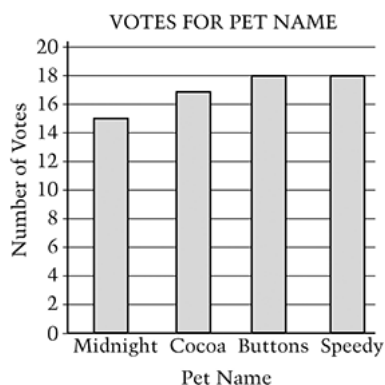 VOTES FOR PET NAME
Number of Votes
20
18
16
14
12
10
8
6
4
2
0
Midnight Cocoa Buttons Speedy
Pet Name